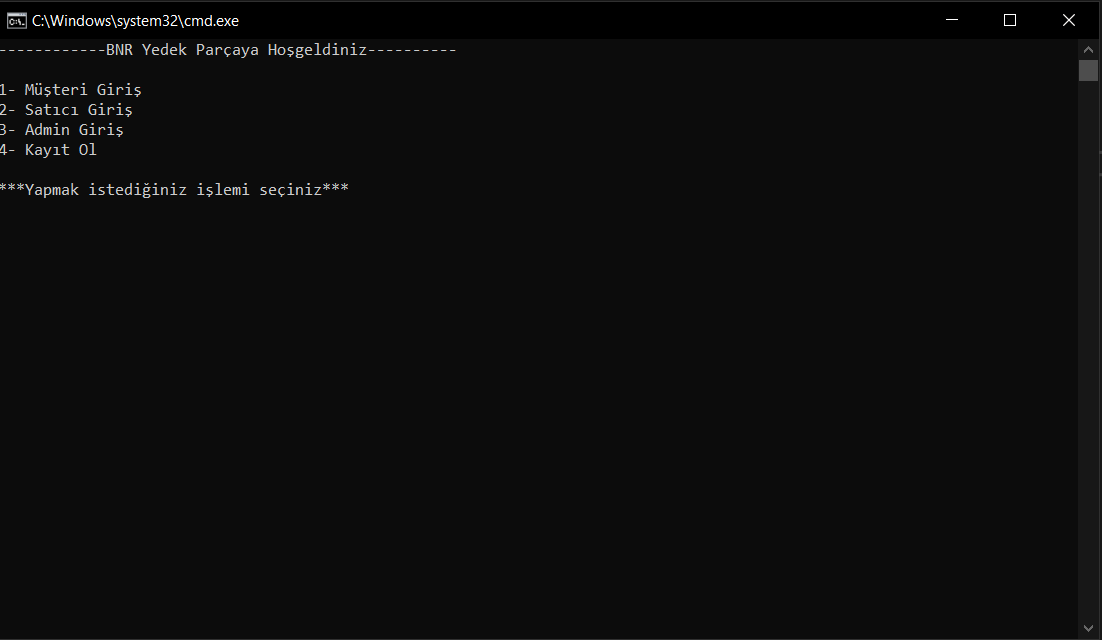 C:\Windows\system32\cmd.exe
------------BNR Yedek Parçaya Hoşgeldiniz----------
1- Müşteri Giriş
2- Satıcı Giriş
3- Admin Giriş
4- Kayıt Ol
***Yapmak istediğiniz işlemi seçiniz***